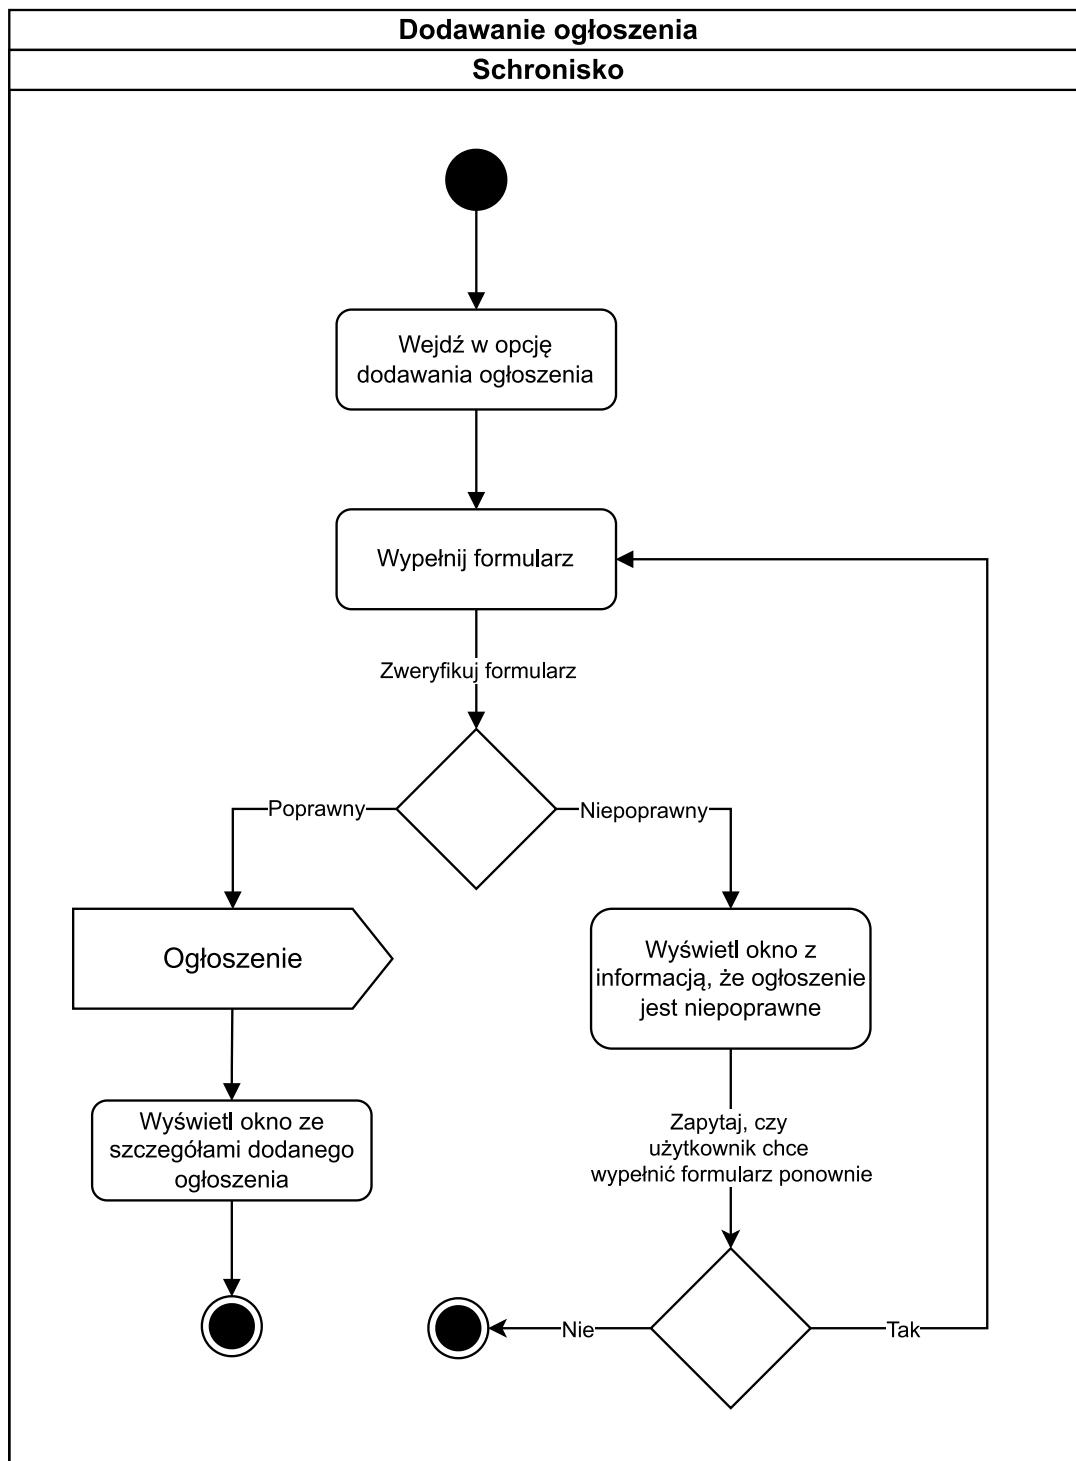 Dodawanie ogłoszenia
Schronisko
Wejdź w opcję
dodawania ogłoszenia
Wypełnij formularz
Zweryfikuj formularz
Poprawny
Niepoprawny
Ogłoszenie
Wyświetl okno z
informacją, że ogłoszenie
jest niepoprawne
Wyświetl okno ze
szczegółami dodanego
ogłoszenia
Zapytaj, czy
użytkownik chce
wypełnić formularz ponownie
Nie
Tak